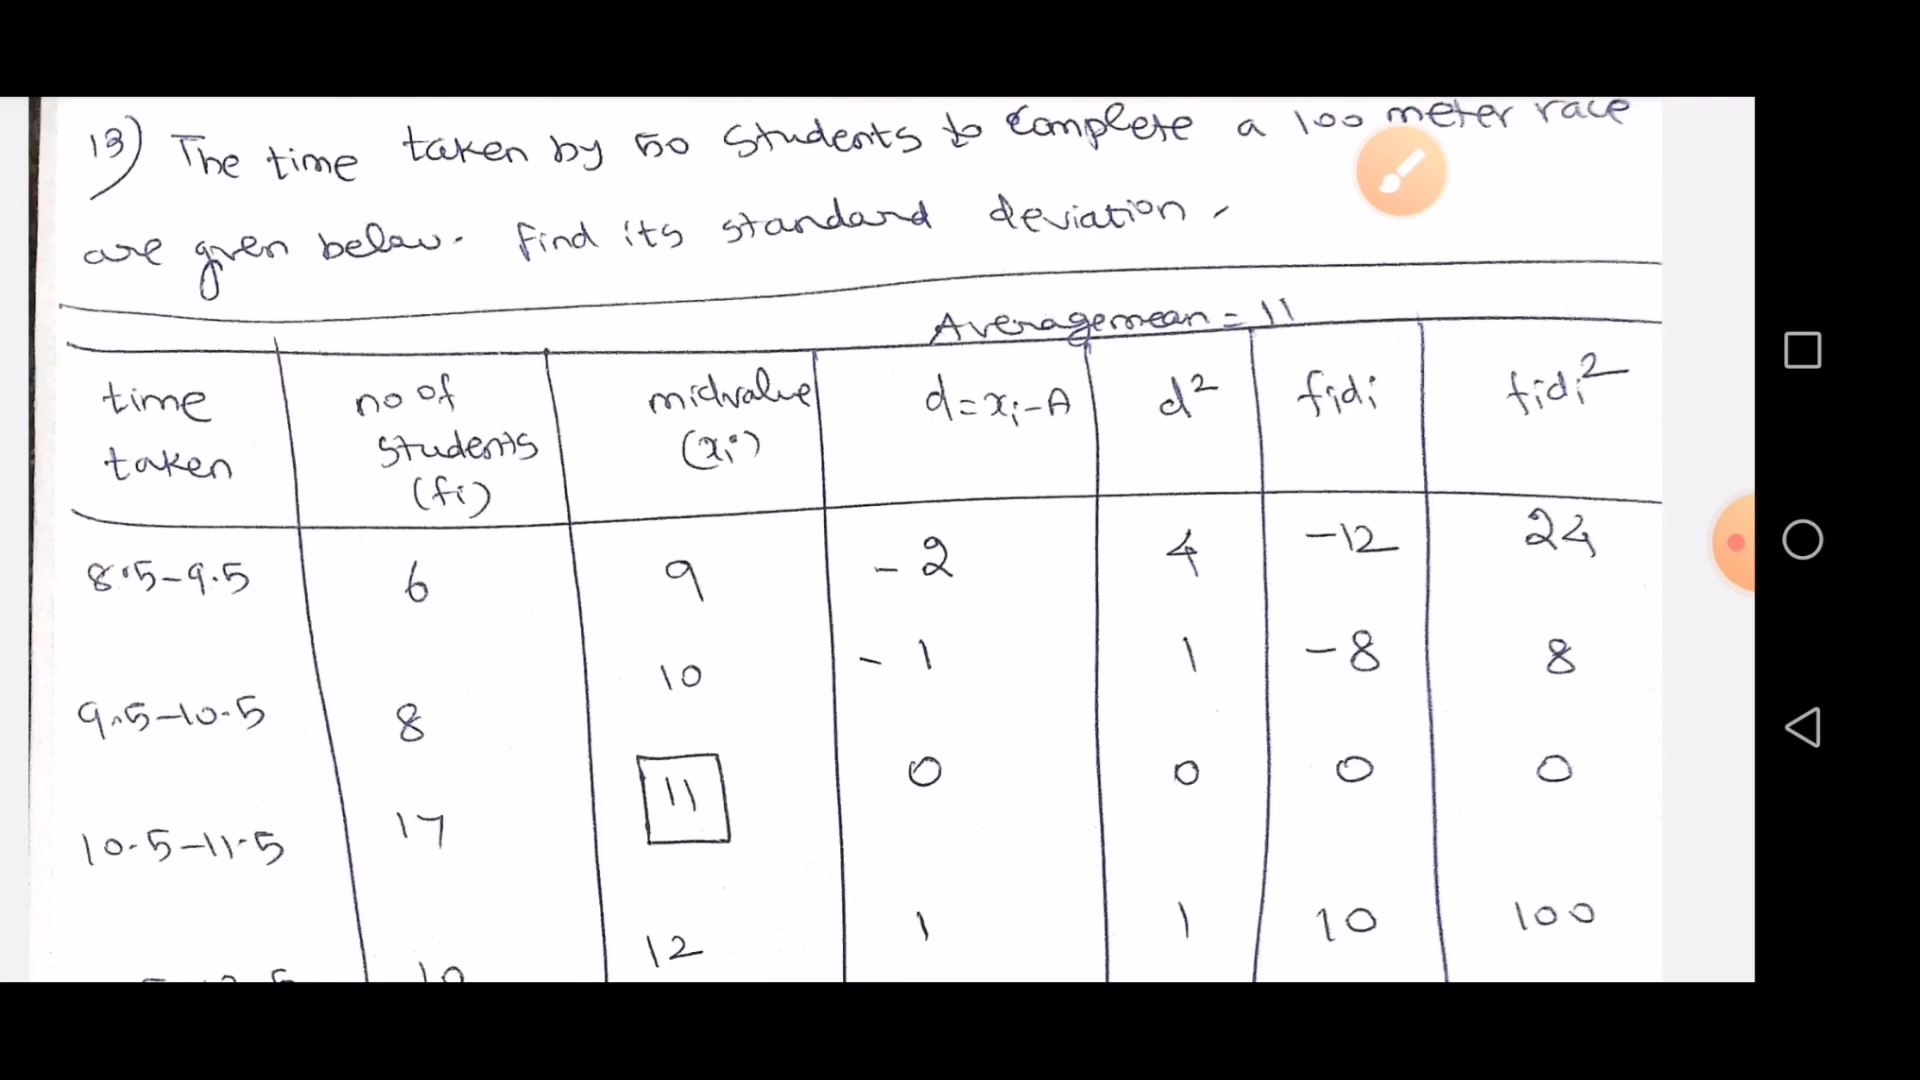 13) The time taken by 50 Students to Complete a 100 meter race
are given below. Find its standard deviation.
Averagemean = 11
time taken no of students (fi) midvalue (xi) d=xi-A d² fidi fidi²
8.5-9.5 6 9 -2 4 -12 24
9.5-10.5 8 10 -1 1 -8 8
10.5-11.5 17 11 0 0 0 0
10 12 1 1 10 100